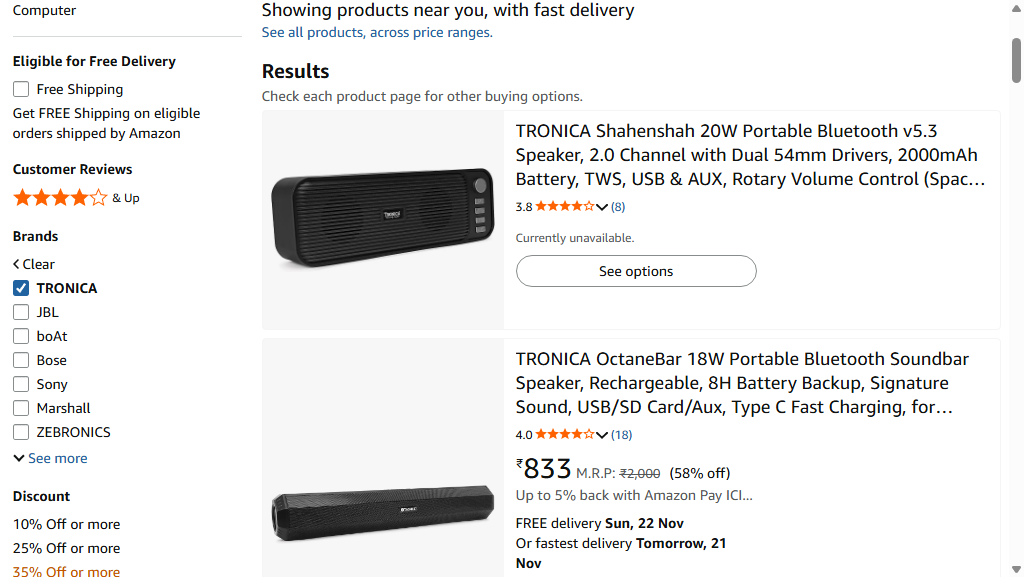 Computer
Eligible for Free Delivery
Free Shipping
Get FREE Shipping on eligible
orders shipped by Amazon
Customer Reviews
& Up
Brands
Clear
TRONICA
JBL
boAt
Bose
Sony
Marshall
ZEBRONICS
See more
Discount
10% Off or more
25% Off or more
35% Off or more
Showing products near you, with fast delivery
See all products, across price ranges.
Results
Check each product page for other buying options.
TRONICA
TRONICA Shahenshah 20W Portable Bluetooth v5.3
Speaker, 2.0 Channel with Dual 54mm Drivers, 2000mAh
Battery, TWS, USB & AUX, Rotary Volume Control (Spac…
3.8 (8)
Currently unavailable.
See options
TRONICA
TRONICA OctaneBar 18W Portable Bluetooth Soundbar
Speaker, Rechargeable, 8H Battery Backup, Signature
Sound, USB/SD Card/Aux, Type C Fast Charging, for…
4.0 (18)
₹833 M.R.P: ₹2,000 (58% off)
Up to 5% back with Amazon Pay ICI…
FREE delivery Sun, 22 Nov
Or fastest delivery Tomorrow, 21
Nov